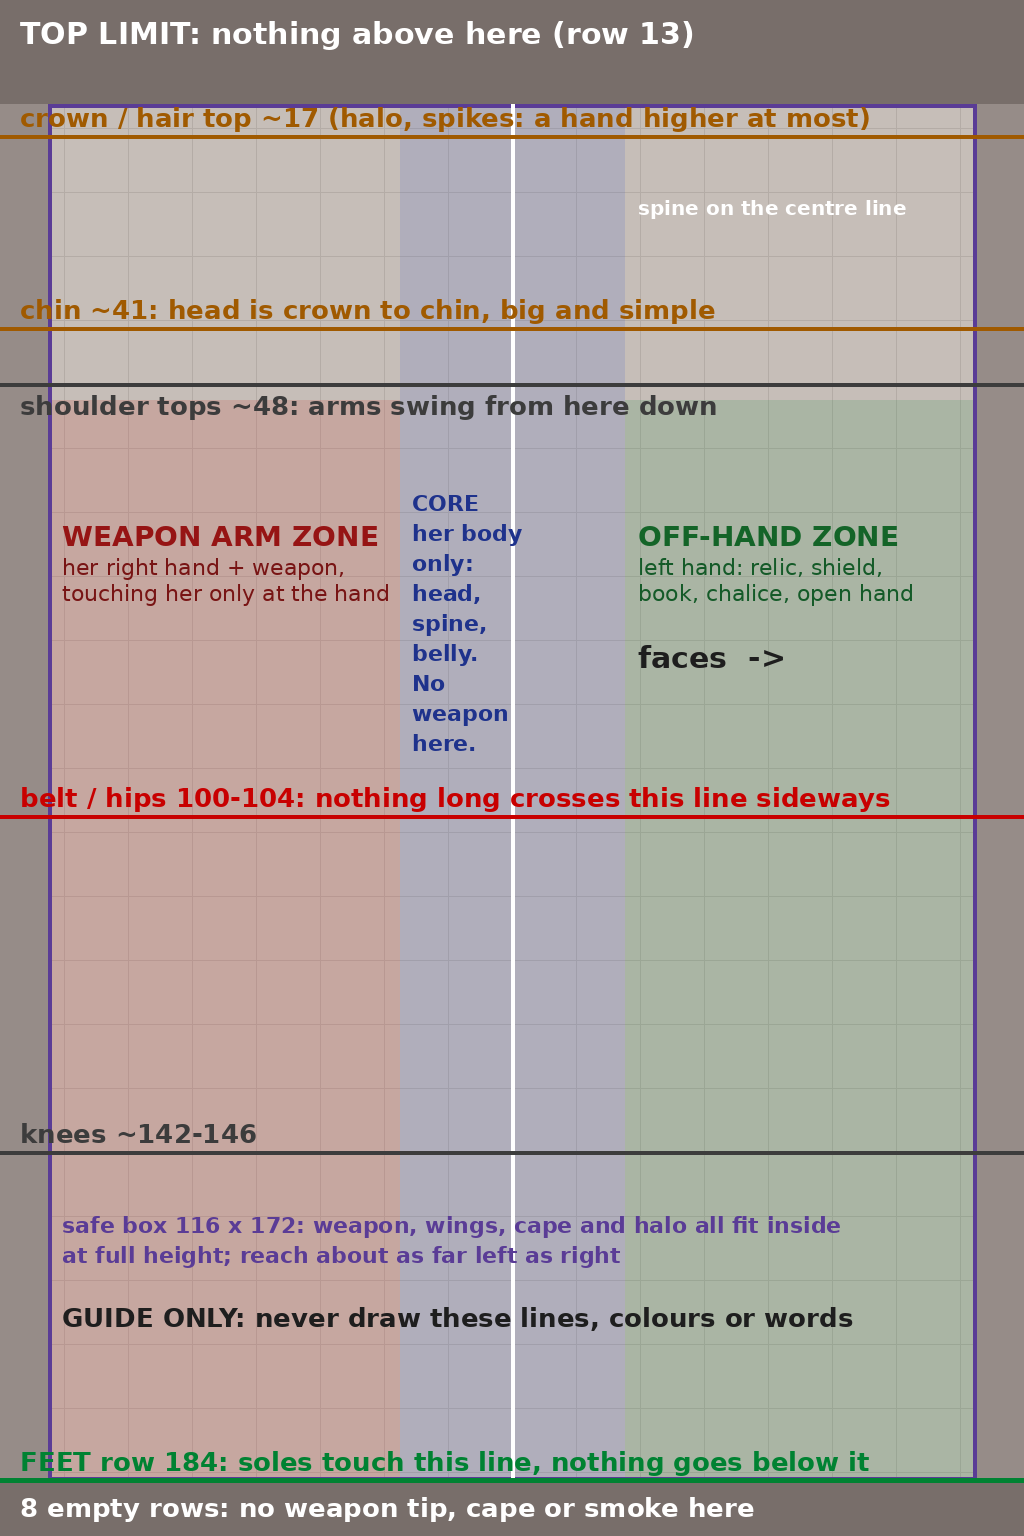 TOP LIMIT: nothing above here (row 13)
crown / hair top ~17 (halo, spikes: a hand higher at most)
spine on the centre line
chin ~41: head is crown to chin, big and simple
shoulder tops ~48: arms swing from here down
WEAPON ARM ZONE
her right hand + weapon,
touching her only at the hand
CORE
her body
only:
head,
spine,
belly.
No
weapon
here.
OFF-HAND ZONE
left hand: relic, shield,
book, chalice, open hand
faces ->
belt / hips 100-104: nothing long crosses this line sideways
knees ~142-146
safe box 116 x 172: weapon, wings, cape and halo all fit inside
at full height; reach about as far left as right
GUIDE ONLY: never draw these lines, colours or words
FEET row 184: soles touch this line, nothing goes below it
8 empty rows: no weapon tip, cape or smoke here